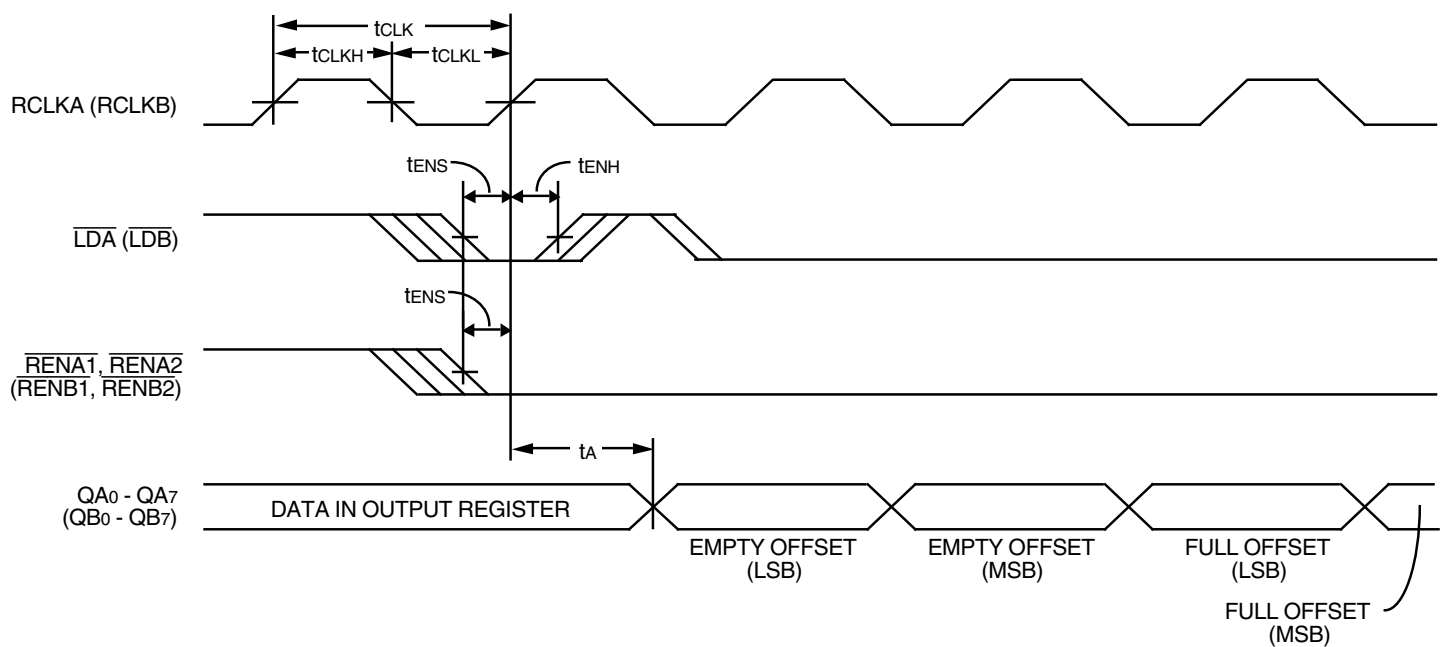 tCLK
tCLKH
tCLKL
RCLKA (RCLKB)
tENS
tENH
LDA (LDB)
tENS
RENA1, RENA2
(RENB1, RENB2)
tA
QA0 - QA7
(QB0 - QB7)
DATA IN OUTPUT REGISTER
EMPTY OFFSET
(LSB)
EMPTY OFFSET
(MSB)
FULL OFFSET
(LSB)
FULL OFFSET
(MSB)